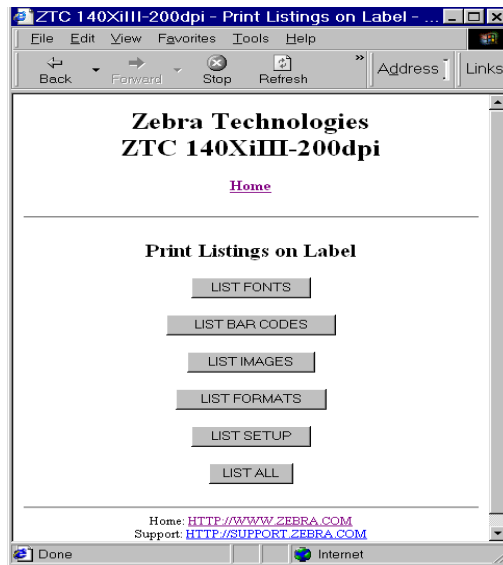 ZTC 140XiIII-200dpi - Print Listings on Label - ...
File Edit View Favorites Tools Help
Back Forward Stop Refresh » Address Links
Zebra Technologies
ZTC 140XiIII-200dpi
Home
Print Listings on Label
LIST FONTS
LIST BAR CODES
LIST IMAGES
LIST FORMATS
LIST SETUP
LIST ALL
Home: HTTP://WWW.ZEBRA.COM
Support: HTTP://SUPPORT.ZEBRA.COM
Done Internet